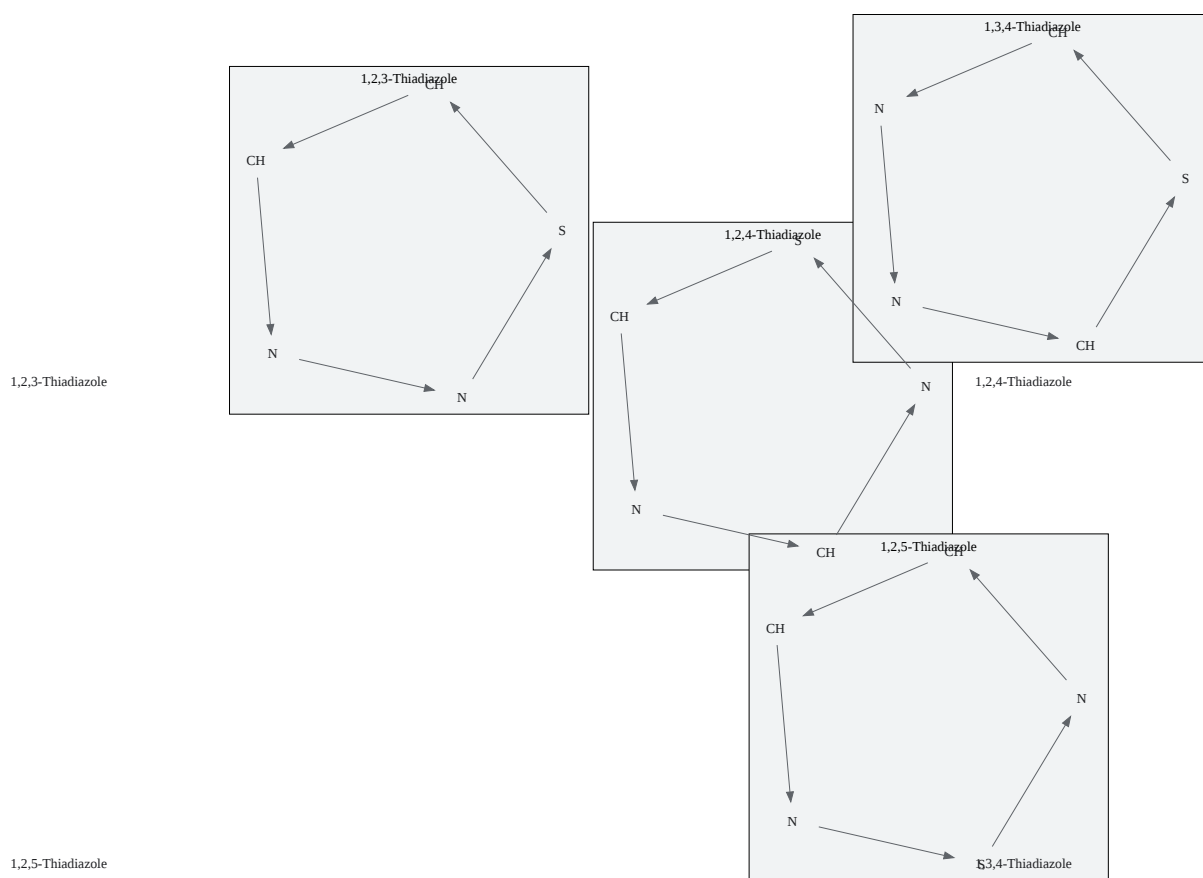 1,3,4-Thiadiazole
CH
1,2,3-Thiadiazole
CH
N
CH
S
S
1,2,4-Thiadiazole
S
N
CH
CH
N
N
1,2,3-Thiadiazole
1,2,4-Thiadiazole
N
N
N
CH
1,2,5-Thiadiazole
CH
CH
N
N
1,2,5-Thiadiazole
S
1,3,4-Thiadiazole